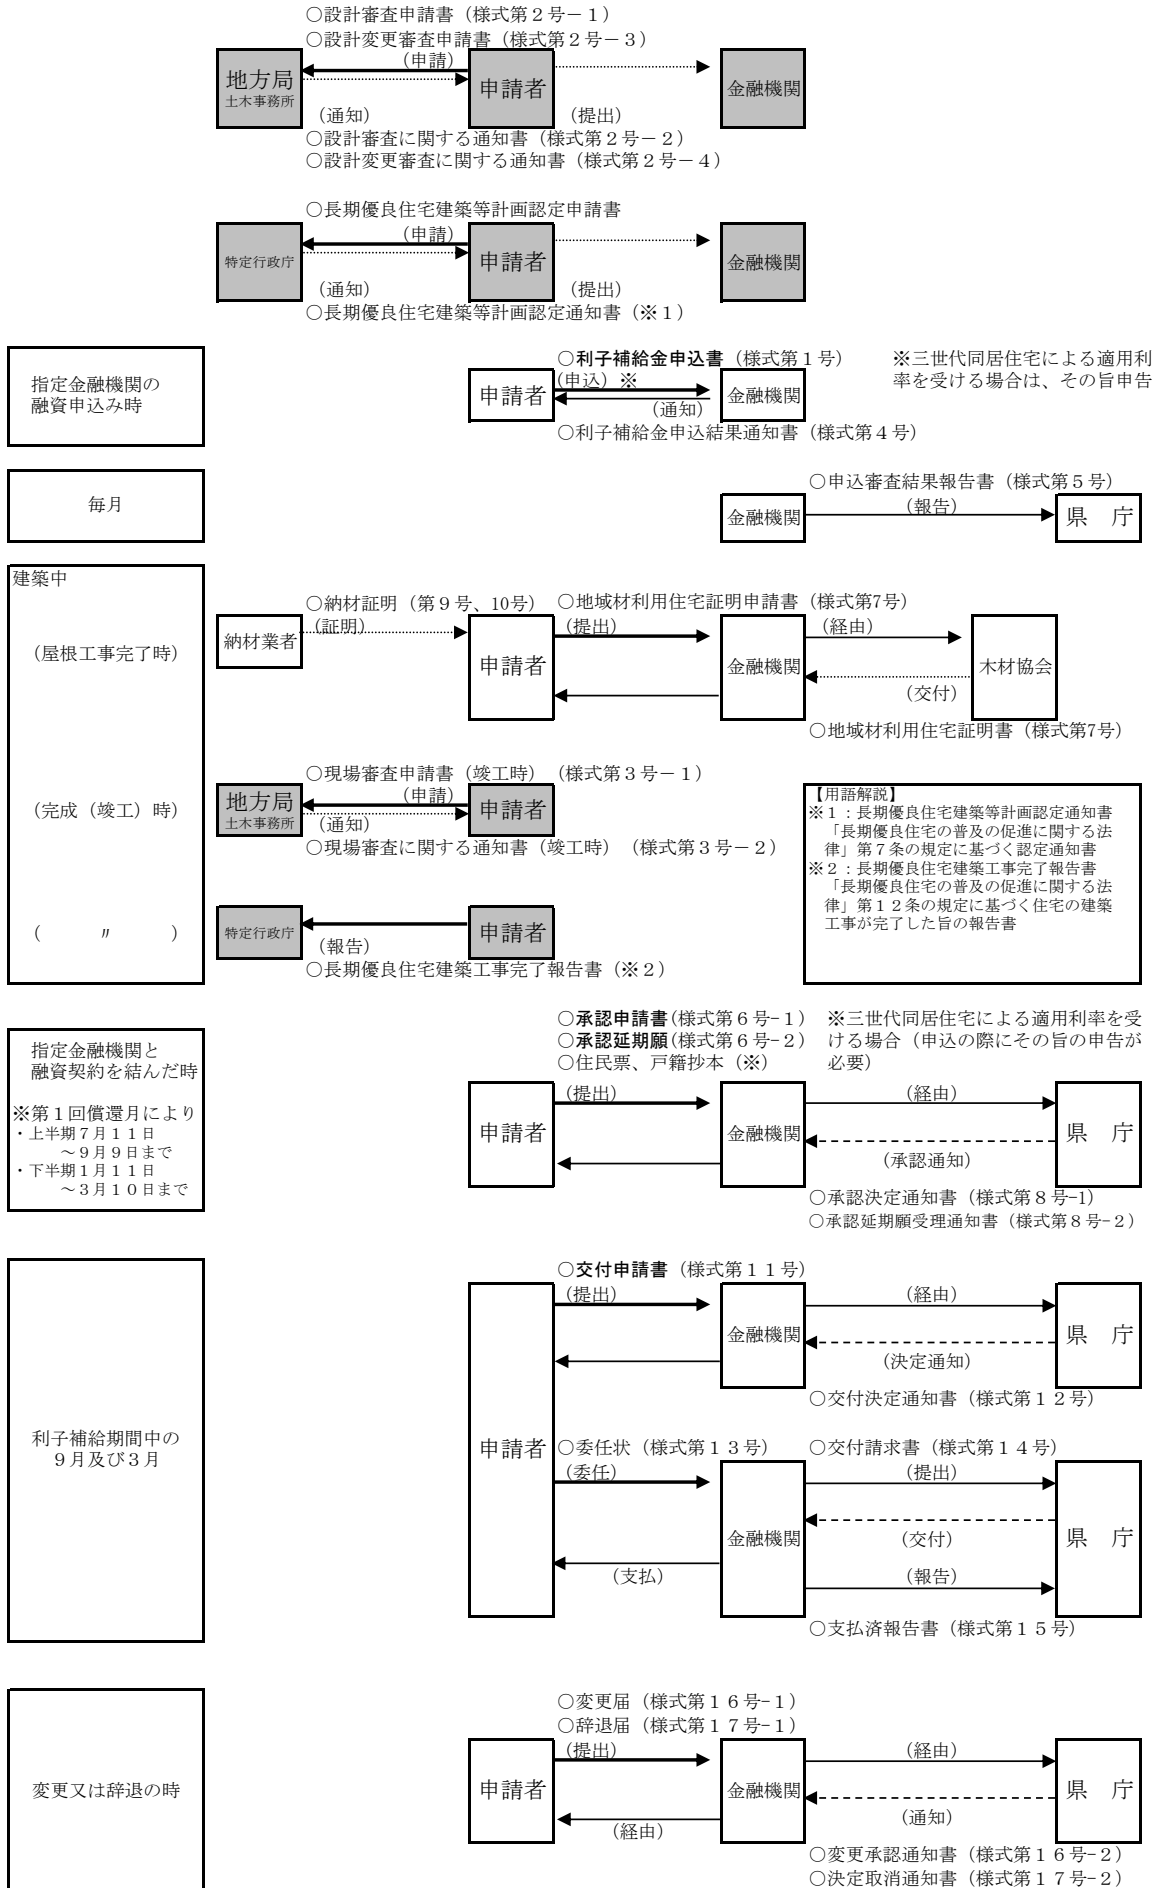 ○設計審査申請書（様式第２号－１）
○設計変更審査申請書（様式第２号－３）
（申請）
地方局
土木事務所
申請者
金融機関
（通知）
（提出）
○設計審査に関する通知書（様式第２号－２）
○設計変更審査に関する通知書（様式第２号－４）
○長期優良住宅建築等計画認定申請書
（申請）
特定行政庁
申請者
金融機関
（通知）
（提出）
○長期優良住宅建築等計画認定通知書（※１）
指定金融機関の
融資申込み時
○利子補給金申込書（様式第１号）
※三世代同居住宅による適用利
率を受ける場合は、その旨申告
（申込）※
申請者
金融機関
（通知）
○利子補給金申込結果通知書（様式第４号）
毎月
○申込審査結果報告書（様式第５号）
（報告）
金融機関
県　庁
建築中
（屋根工事完了時）
○納材証明（第９号、10号）
○地域材利用住宅証明申請書（様式第7号）
（証明）
（提出）
（経由）
納材業者
申請者
金融機関
木材協会
（交付）
○地域材利用住宅証明書（様式第7号）
（完成（竣工）時）
○現場審査申請書（竣工時）（様式第３号－１）
（申請）
地方局
土木事務所
申請者
（通知）
○現場審査に関する通知書（竣工時）（様式第３号－２）
【用語解説】
※１：長期優良住宅建築等計画認定通知書
「長期優良住宅の普及の促進に関する法
律」第７条の規定に基づく認定通知書
※２：長期優良住宅建築工事完了報告書
「長期優良住宅の普及の促進に関する法
律」第１２条の規定に基づく住宅の建築
工事が完了した旨の報告書
（　　　〃　　　）
特定行政庁
申請者
（報告）
○長期優良住宅建築工事完了報告書（※２）
指定金融機関と
融資契約を結んだ時
※第１回償還月により
・上半期７月１１日
～９月９日まで
・下半期１月１１日
～３月１０日まで
○承認申請書(様式第６号−１）
○承認延期願(様式第６号−２）
○住民票、戸籍抄本（※）
※三世代同居住宅による適用利率を受
ける場合（申込の際にその旨の申告が
必要）
（提出）
（経由）
申請者
金融機関
県　庁
（承認通知）
○承認決定通知書（様式第８号−1）
○承認延期願受理通知書（様式第８号−２）
利子補給期間中の
９月及び３月
○交付申請書（様式第１１号）
（提出）
（経由）
金融機関
県　庁
（決定通知）
○交付決定通知書（様式第１２号）
申請者
○委任状（様式第１３号）
○交付請求書（様式第１４号）
（委任）
（提出）
金融機関
県　庁
（交付）
（支払）
（報告）
○支払済報告書（様式第１５号）
変更又は辞退の時
○変更届（様式第１６号−１）
○辞退届（様式第１７号−１）
（提出）
（経由）
申請者
金融機関
県　庁
（通知）
（経由）
○変更承認通知書（様式第１６号−２）
○決定取消通知書（様式第１７号−２）